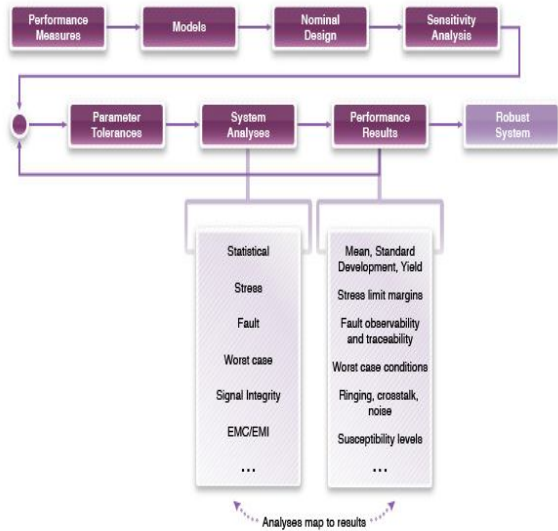 Performance
Measures
Models
Nominal
Design
Sensitivity
Analysis
Parameter
Tolerances
System
Analyses
Performance
Results
Robust
System
Statistical
Stress
Fault
Worst case
Signal Integrity
EMC/EMI
...
Mean, Standard
Development, Yield
Stress limit margins
Fault observability
and traceability
Worst case conditions
Ringing, crosstalk,
noise
Susceptibility levels
...
Analyses map to results